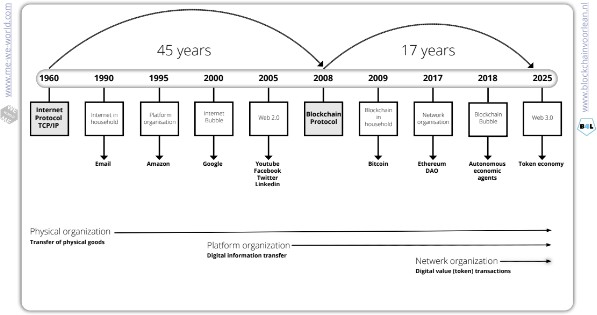 www.me-we-world.com
www.blockchainvoorlean.nl
45 years
17 years
1960
1990
1995
2000
2005
2008
2009
2017
2018
2025
Internet
Protocol
TCP/IP
Internet in
household
Platform
organisation
Internet
Bubble
Web 2.0
Blockchain
Protocol
Blockchain
in
household
Network
organisation
Blockchain
Bubble
Web 3.0
Email
Amazon
Google
Youtube
Facebook
Twitter
Linkedin
Bitcoin
Ethereum
DAO
Autonomous
economic
agents
Token economy
Physical organization
Transfer of physical goods
Platform organization
Digital information transfer
Netwerk organization
Digital value (token) transactions